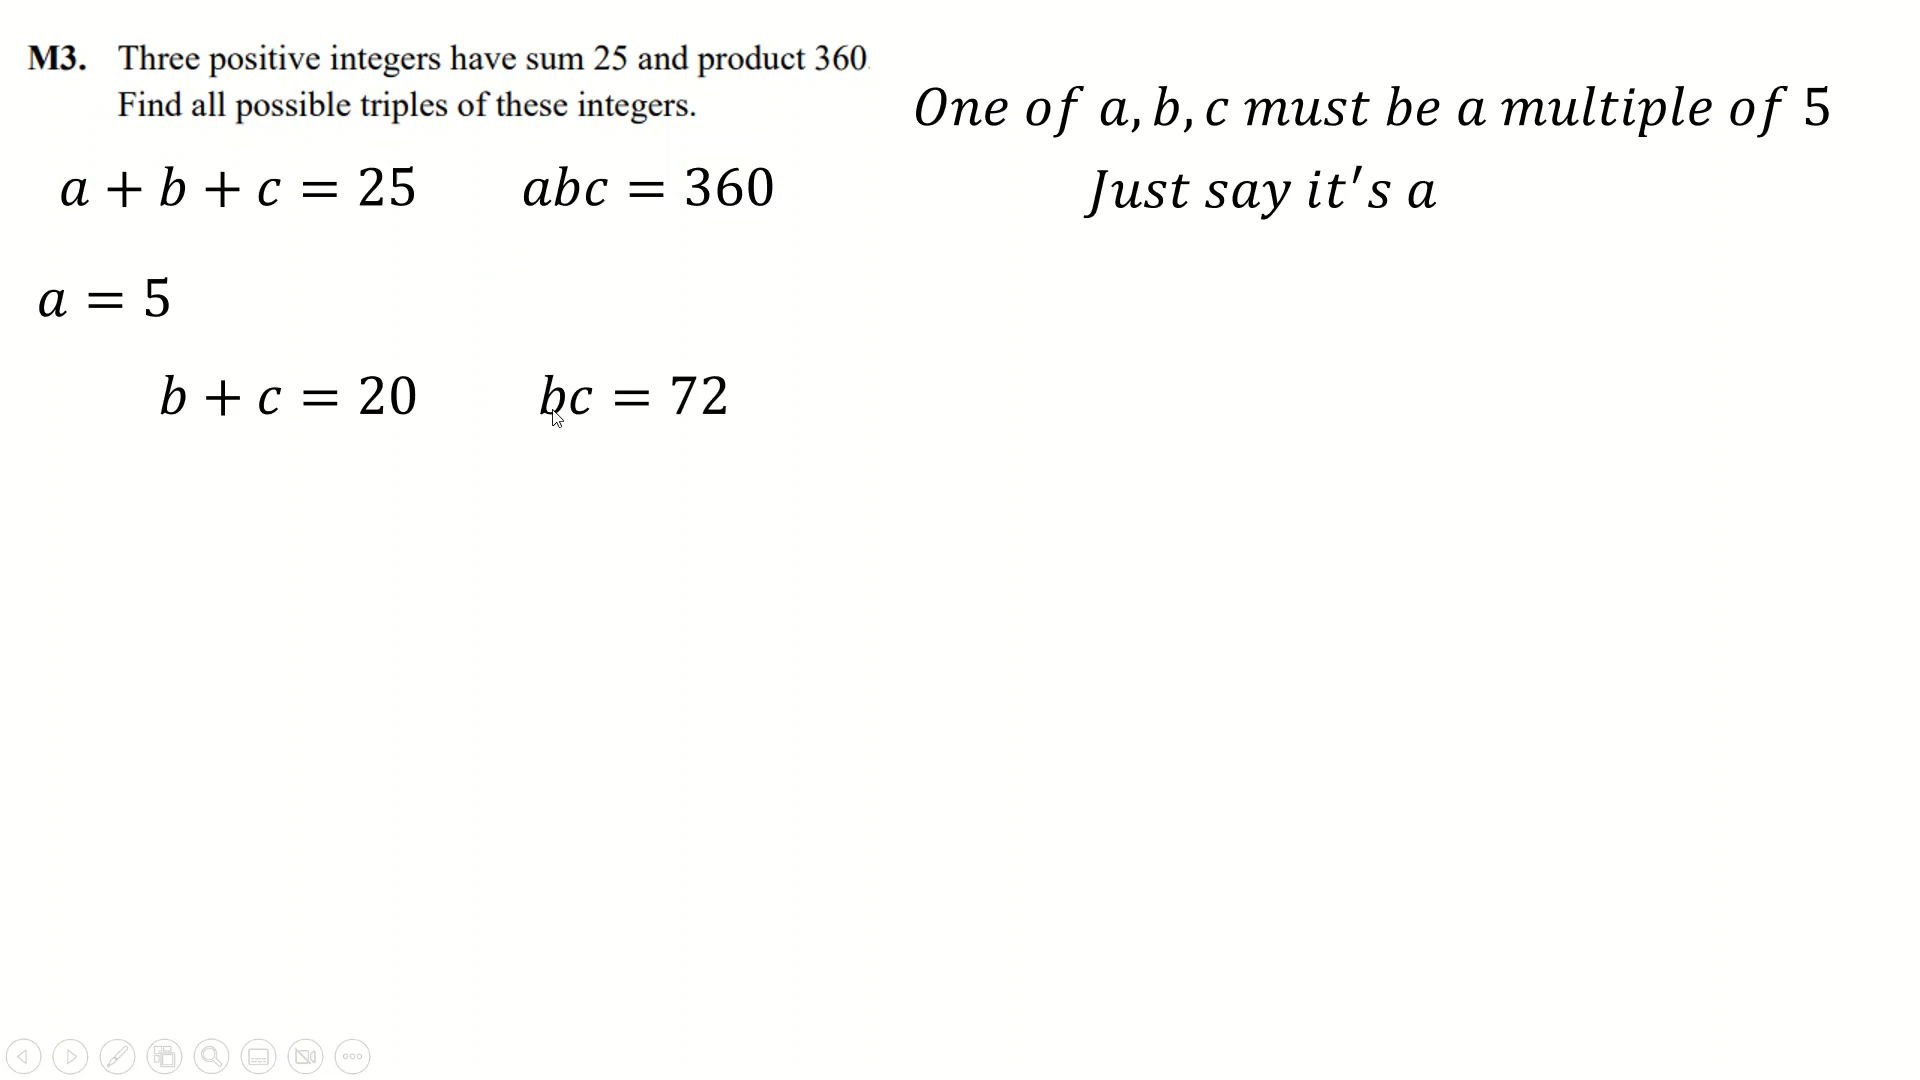 M3. Three positive integers have sum 25 and product 360.
Find all possible triples of these integers.
One of a, b, c must be a multiple of 5
a + b + c = 25 abc = 360
Just say it's a
a = 5
b + c = 20 bc = 72